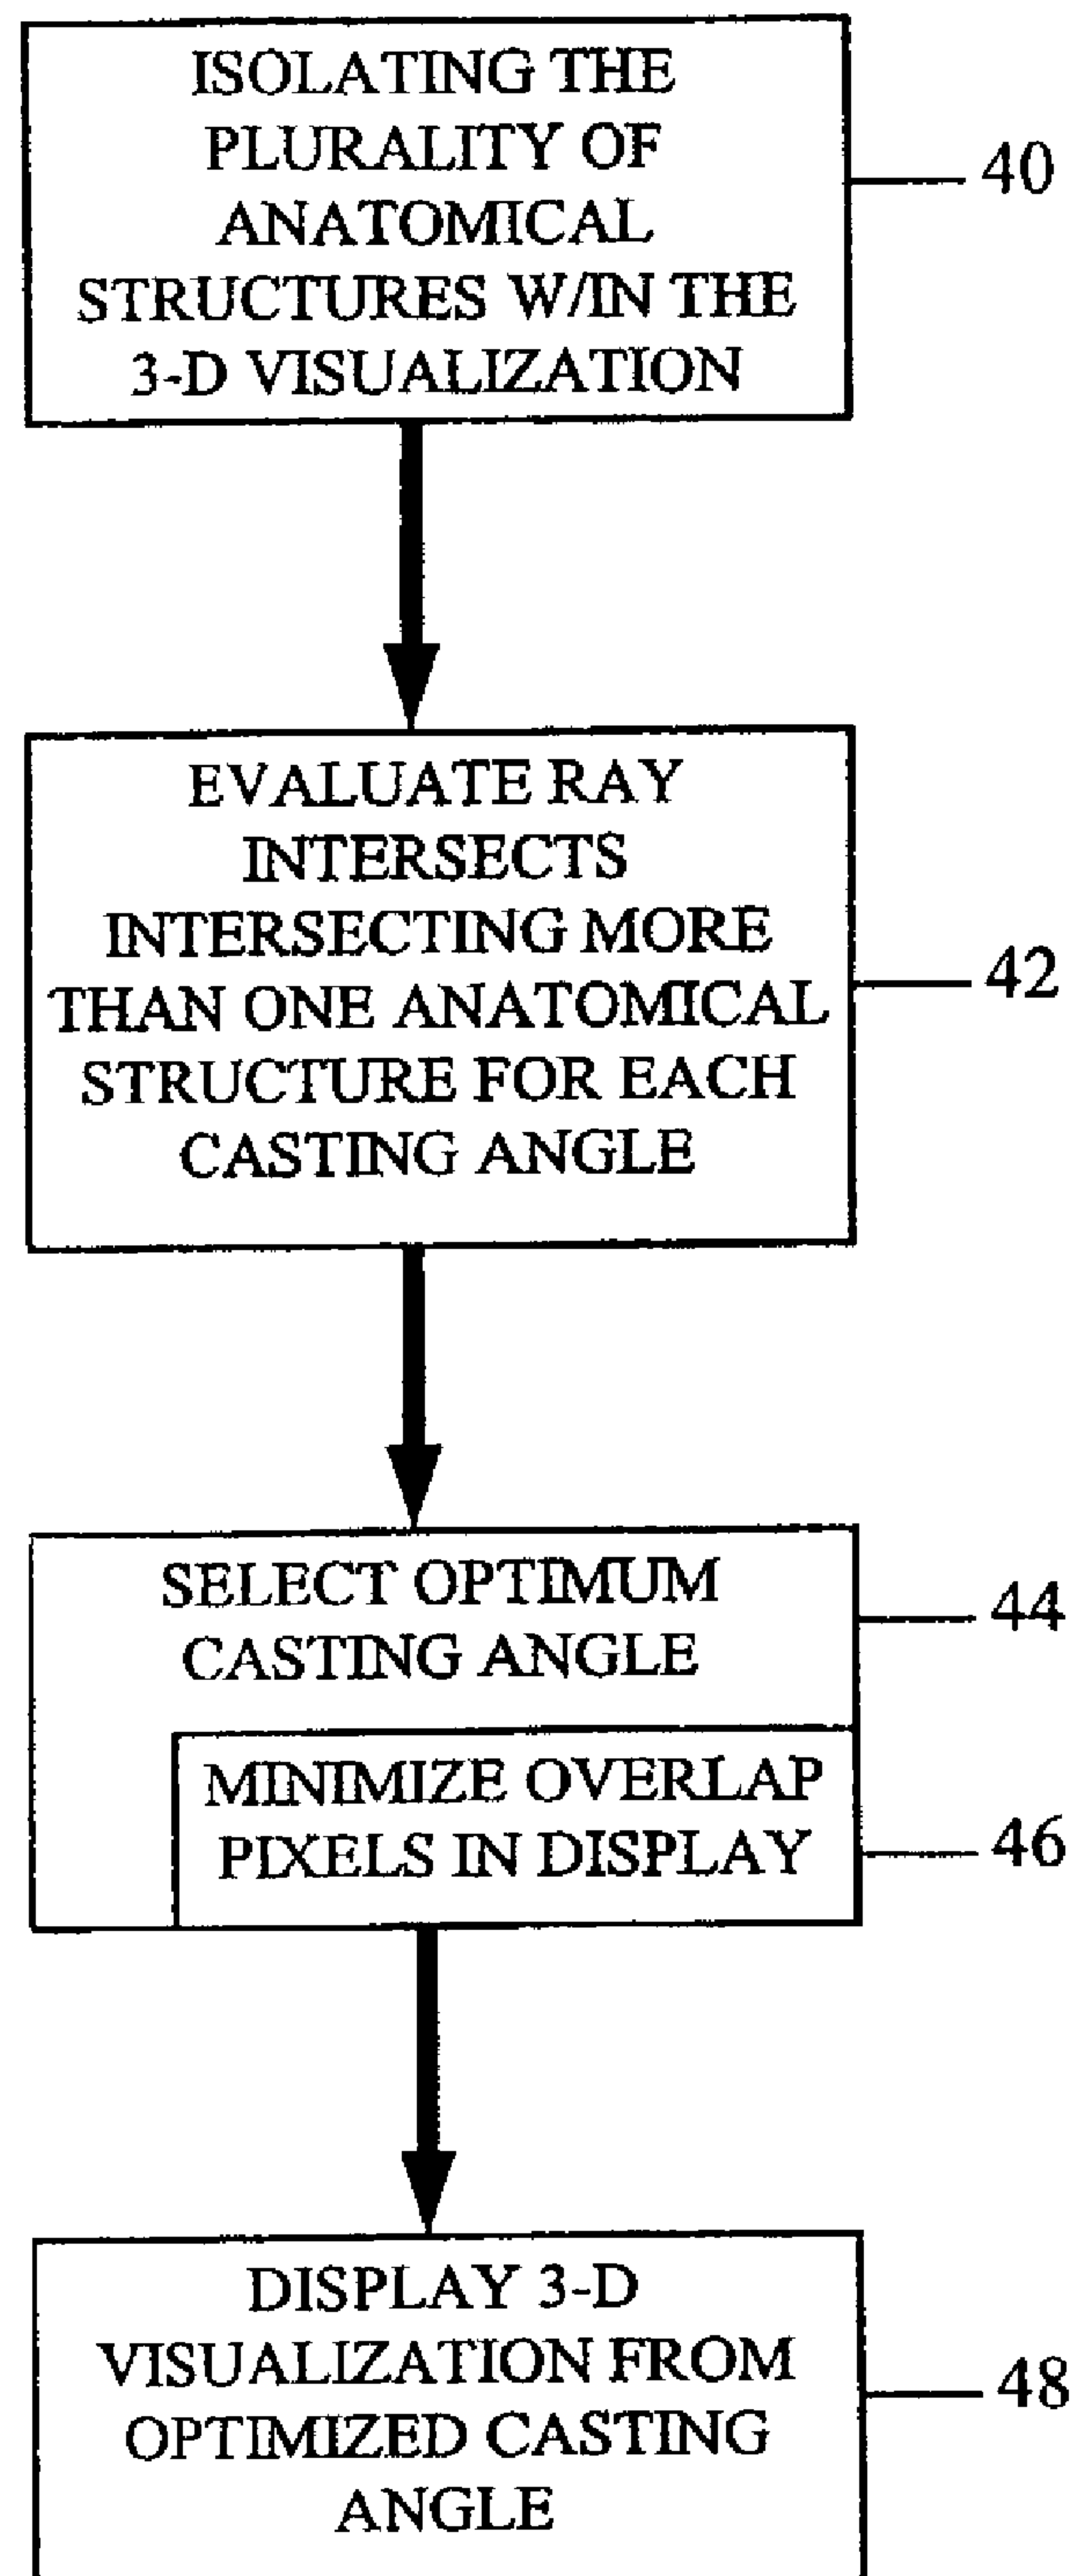 ISOLATING THE
PLURALITY OF
ANATOMICAL
STRUCTURES W/IN THE
3-D VISUALIZATION
40
EVALUATE RAY
INTERSECTS
INTERSECTING MORE
THAN ONE ANATOMICAL
STRUCTURE FOR EACH
CASTING ANGLE
42
SELECT OPTIMUM
CASTING ANGLE
44
MINIMIZE OVERLAP
PIXELS IN DISPLAY
46
DISPLAY 3-D
VISUALIZATION FROM
OPTIMIZED CASTING
ANGLE
48